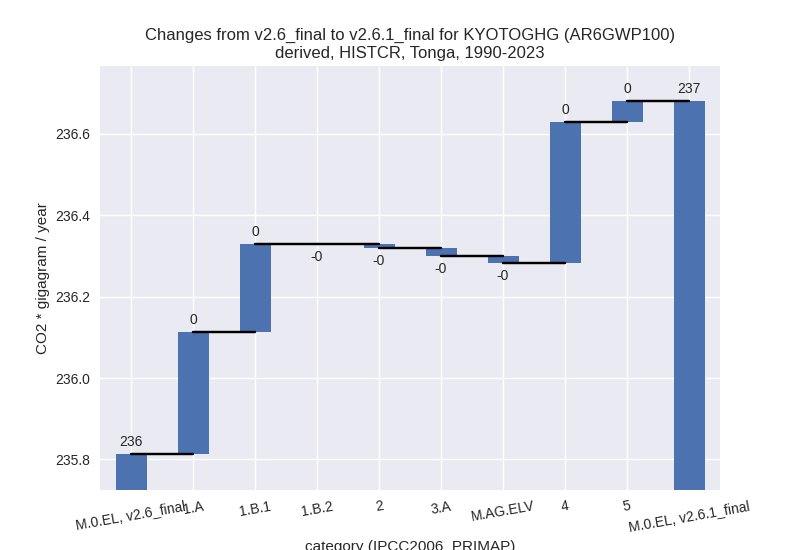 Changes from v2.6_final to v2.6.1_final for KYOTOGHG (AR6GWP100)
derived, HISTCR, Tonga, 1990-2023
CO2 * gigagram / year
236.6
236.4
236.2
236.0
235.8
236
0
0
-0
-0
-0
-0
0
0
237
M.0.EL, v2.6_final
1.A
1.B.1
1.B.2
2
3.A
M.AG.ELV
4
5
M.0.EL, v2.6.1_final
category (IPCC2006_PRIMAP)